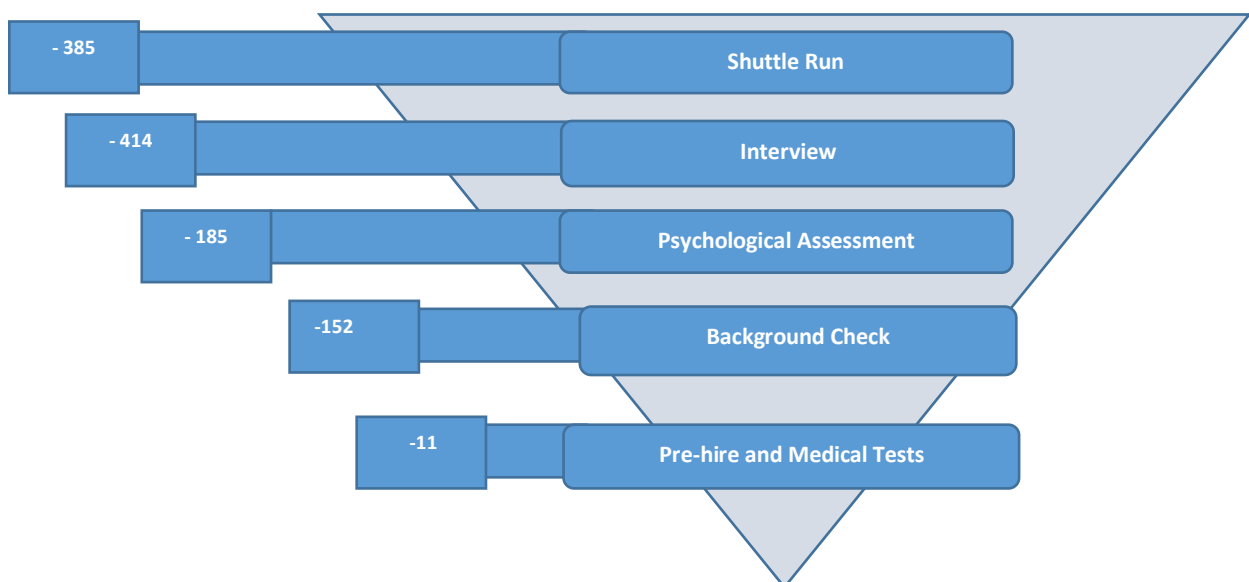 - 385
Shuttle Run
- 414
Interview
- 185
Psychological Assessment
-152
Background Check
-11
Pre-hire and Medical Tests